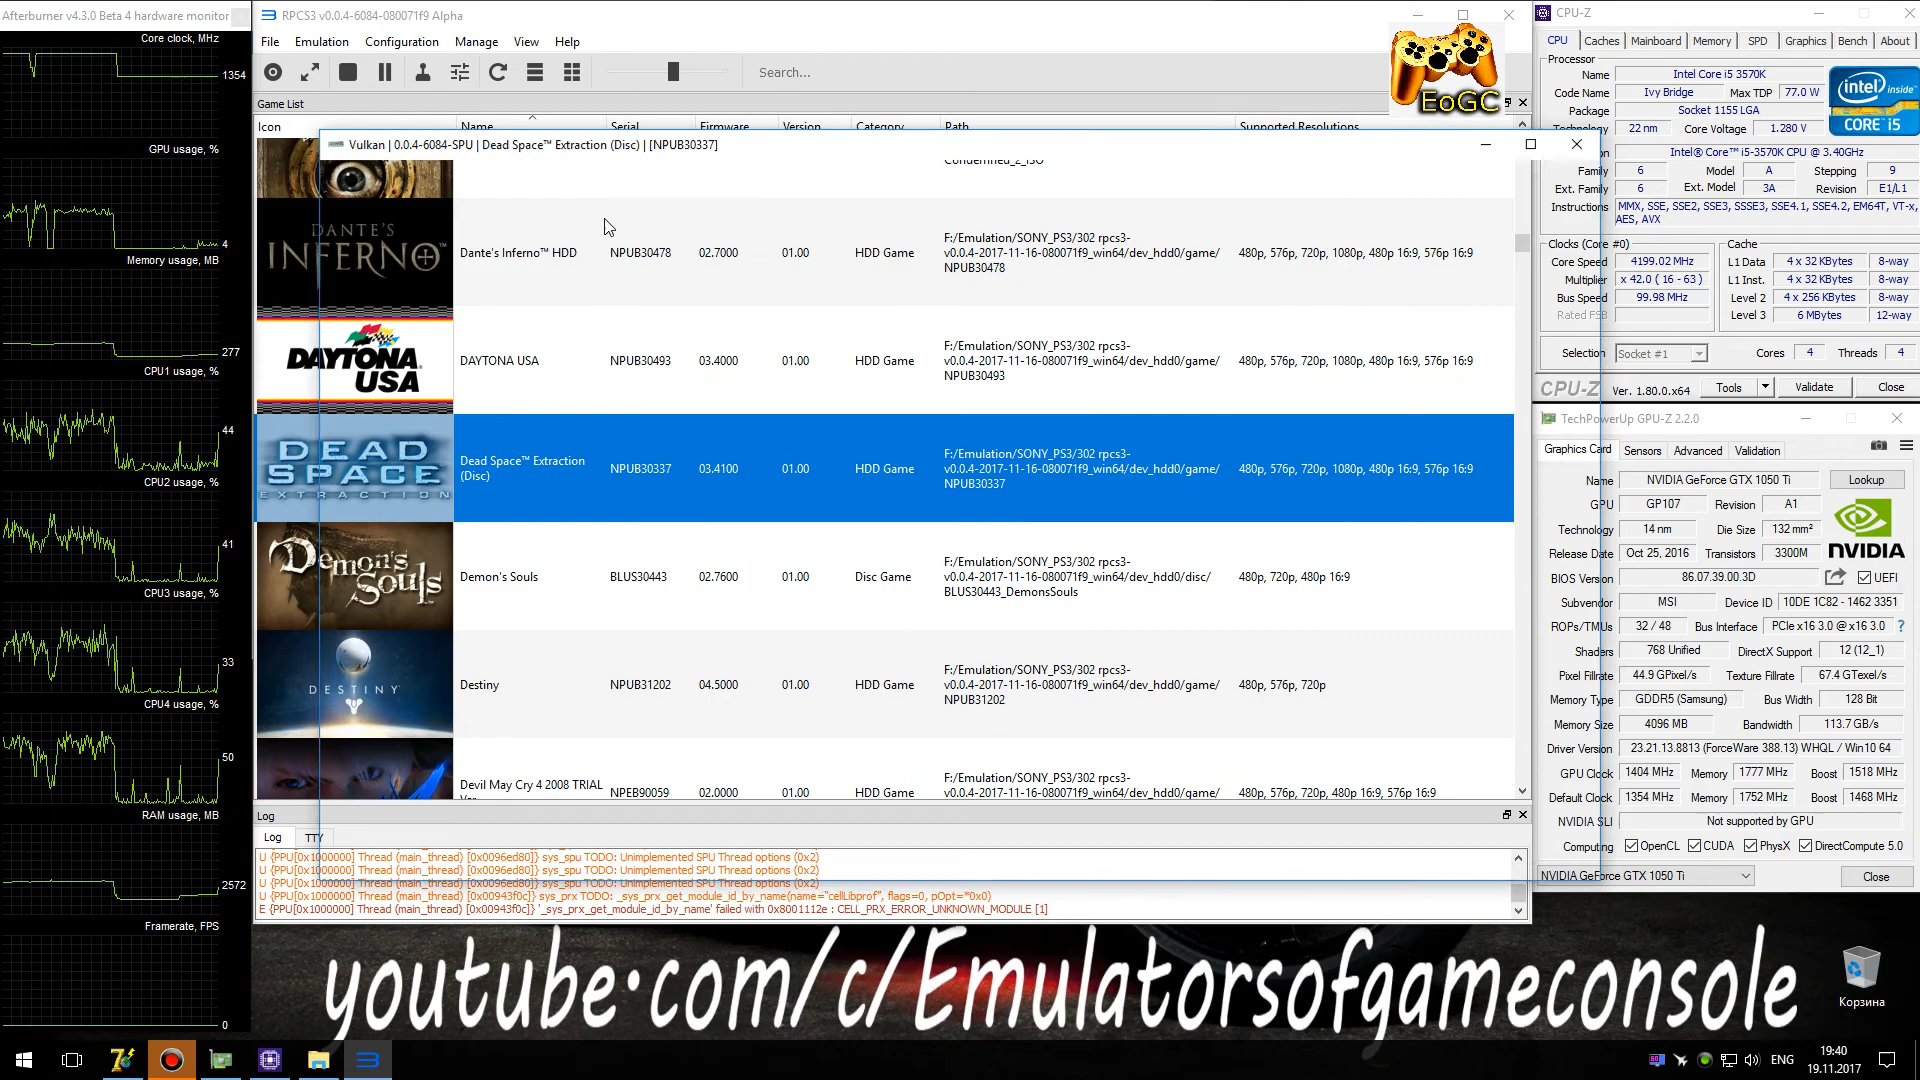 Afterburner v4.3.0 Beta 4 hardware monitor
Core clock, MHz
1354
GPU usage, %
4
Memory usage, MB
277
CPU1 usage, %
44
CPU2 usage, %
41
CPU3 usage, %
33
CPU4 usage, %
50
RAM usage, MB
2572
Framerate, FPS
0
RPCS3 v0.0.4-6084-080071f9 Alpha
File Emulation Configuration Manage View Help
Search...
EoGC
Game List
Icon Name Serial Firmware Version Category Path Supported Resolutions
Vulkan | 0.0.4-6084-SPU | Dead Space™ Extraction (Disc) | [NPUB30337]
Condemned_2_ISO
DANTE'S
INFERNO™
Dante's Inferno™ HDD NPUB30478 02.7000 01.00 HDD Game
F:/Emulation/SONY_PS3/302 rpcs3-
v0.0.4-2017-11-16-080071f9_win64/dev_hdd0/game/
NPUB30478
480p, 576p, 720p, 1080p, 480p 16:9, 576p 16:9
DAYTONA
USA
DAYTONA USA NPUB30493 03.4000 01.00 HDD Game
F:/Emulation/SONY_PS3/302 rpcs3-
v0.0.4-2017-11-16-080071f9_win64/dev_hdd0/game/
NPUB30493
480p, 576p, 720p, 1080p, 480p 16:9, 576p 16:9
DEAD
SPACE™
EXTRACTION
Dead Space™ Extraction
(Disc)
NPUB30337 03.4100 01.00 HDD Game
F:/Emulation/SONY_PS3/302 rpcs3-
v0.0.4-2017-11-16-080071f9_win64/dev_hdd0/game/
NPUB30337
480p, 576p, 720p, 1080p, 480p 16:9, 576p 16:9
Demon's
Souls
Demon's Souls BLUS30443 02.7600 01.00 Disc Game
F:/Emulation/SONY_PS3/302 rpcs3-
v0.0.4-2017-11-16-080071f9_win64/dev_hdd0/disc/
BLUS30443_DemonsSouls
480p, 720p, 480p 16:9
DESTINY
Destiny NPUB31202 04.5000 01.00 HDD Game
F:/Emulation/SONY_PS3/302 rpcs3-
v0.0.4-2017-11-16-080071f9_win64/dev_hdd0/game/
NPUB31202
480p, 576p, 720p
Devil May Cry 4 2008 TRIAL
NPEB90059 02.0000 01.00 HDD Game
F:/Emulation/SONY_PS3/302 rpcs3-
v0.0.4-2017-11-16-080071f9_win64/dev_hdd0/game/
480p, 720p, 480p 16:9, 576p 16:9
Log
Log TTY
U {PPU[0x1000000] Thread (main_thread) [0x0096ed80]} sys_spu TODO: Unimplemented SPU Thread options (0x2)
U {PPU[0x1000000] Thread (main_thread) [0x0096ed80]} sys_spu TODO: Unimplemented SPU Thread options (0x2)
U {PPU[0x1000000] Thread (main_thread) [0x0096ed80]} sys_spu TODO: Unimplemented SPU Thread options (0x2)
U {PPU[0x1000000] Thread (main_thread) [0x00943f0c]} sys_prx TODO: _sys_prx_get_module_id_by_name(name="cellLibprof", flags=0, pOpt=*0x0)
E {PPU[0x1000000] Thread (main_thread) [0x00943f0c]} '_sys_prx_get_module_id_by_name' failed with 0x8001112e : CELL_PRX_ERROR_UNKNOWN_MODULE [1]
CPU-Z
CPU Caches Mainboard Memory SPD Graphics Bench About
Processor
Name Intel Core i5 3570K
Code Name Ivy Bridge Max TDP 77.0 W
Package Socket 1155 LGA
Technology 22 nm Core Voltage 1.280 V
intel inside™
CORE i5
Intel® Core™ i5-3570K CPU @ 3.40GHz
Family 6 Model A Stepping 9
Ext. Family 6 Ext. Model 3A Revision E1/L1
Instructions MMX, SSE, SSE2, SSE3, SSSE3, SSE4.1, SSE4.2, EM64T, VT-x,
AES, AVX
Clocks (Core #0)
Core Speed 4199.02 MHz
Multiplier x 42.0 ( 16 - 63 )
Bus Speed 99.98 MHz
Rated FSB
Cache
L1 Data 4 x 32 KBytes 8-way
L1 Inst. 4 x 32 KBytes 8-way
Level 2 4 x 256 KBytes 8-way
Level 3 6 MBytes 12-way
Selection Socket #1 Cores 4 Threads 4
CPU-Z Ver. 1.80.0.x64 Tools Validate Close
TechPowerUp GPU-Z 2.2.0
Graphics Card Sensors Advanced Validation
Name NVIDIA GeForce GTX 1050 Ti Lookup
GPU GP107 Revision A1
Technology 14 nm Die Size 132 mm²
Release Date Oct 25, 2016 Transistors 3300M
NVIDIA
BIOS Version 86.07.39.00.3D UEFI
Subvendor MSI Device ID 10DE 1C82 - 1462 3351
ROPs/TMUs 32 / 48 Bus Interface PCIe x16 3.0 @ x16 3.0 ?
Shaders 768 Unified DirectX Support 12 (12_1)
Pixel Fillrate 44.9 GPixel/s Texture Fillrate 67.4 GTexel/s
Memory Type GDDR5 (Samsung) Bus Width 128 Bit
Memory Size 4096 MB Bandwidth 113.7 GB/s
Driver Version 23.21.13.8813 (ForceWare 388.13) WHQL / Win10 64
GPU Clock 1404 MHz Memory 1777 MHz Boost 1518 MHz
Default Clock 1354 MHz Memory 1752 MHz Boost 1468 MHz
NVIDIA SLI Not supported by GPU
Computing OpenCL CUDA PhysX DirectCompute 5.0
NVIDIA GeForce GTX 1050 Ti Close
youtube.com/c/Emulatorsofgameconsole
Корзина
ENG
19:40
19.11.2017